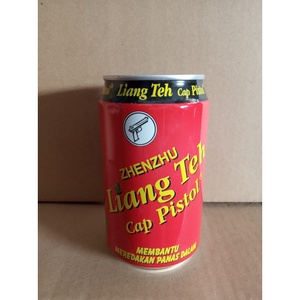 Liang Teh Cap Pistol
ZHENZHU
Liang Teh
Cap Pistol
MEMBANTU
MEREDAKAN PANAS DALAM